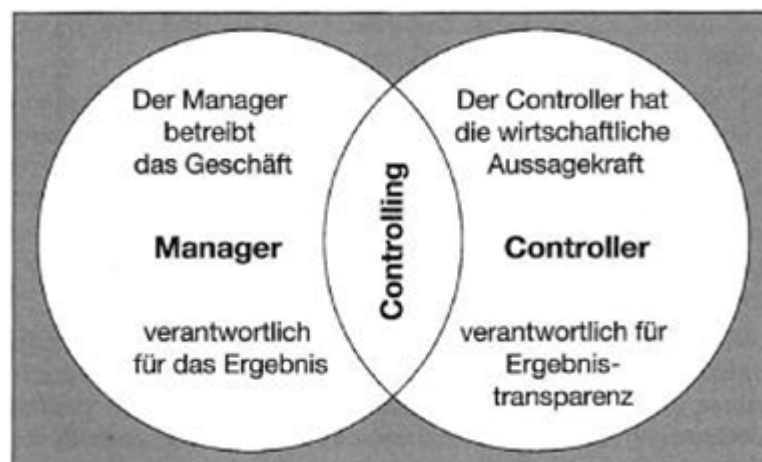 Der Manager
betreibt
das Geschäft
Manager
verantwortlich
für das Ergebnis
Controlling
Der Controller hat
die wirtschaftliche
Aussagekraft
Controller
verantwortlich für
Ergebnis-
transparenz